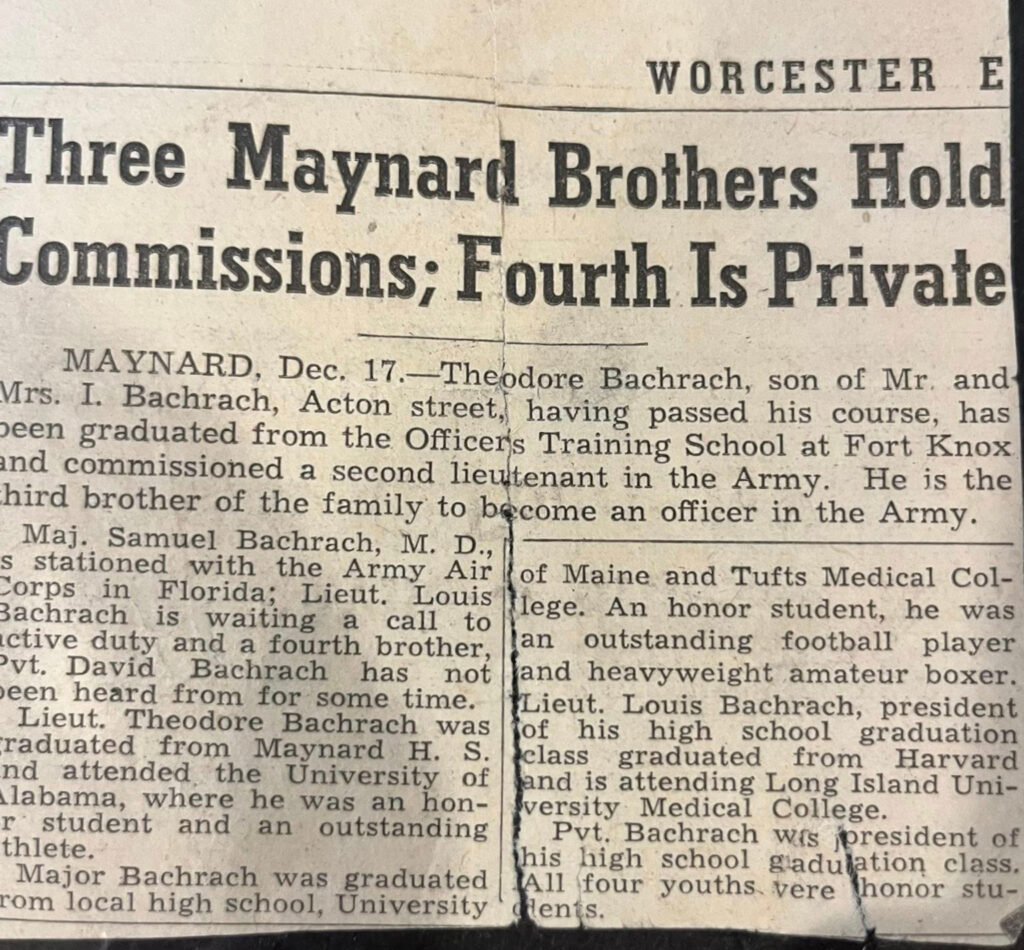 WORCESTER E
Three Maynard Brothers Hold
Commissions; Fourth Is Private
MAYNARD, Dec. 17.—Theodore Bachrach, son of Mr. and
Mrs. I. Bachrach, Acton street, having passed his course, has
been graduated from the Officers Training School at Fort Knox
and commissioned a second lieutenant in the Army. He is the
third brother of the family to become an officer in the Army.
Maj. Samuel Bachrach, M. D.,
s stationed with the Army Air
Corps in Florida; Lieut. Louis
Bachrach is waiting a call to
active duty and a fourth brother,
Pvt. David Bachrach has not
been heard from for some time.
Lieut. Theodore Bachrach was
graduated from Maynard H. S.
and attended the University of
Alabama, where he was an hon-
r student and an outstanding
thlete.
Major Bachrach was graduated
from local high school, University
of Maine and Tufts Medical Col-
lege. An honor student, he was
an outstanding football player
and heavyweight amateur boxer.
Lieut. Louis Bachrach, president
of his high school graduation
class graduated from Harvard
and is attending Long Island Uni-
versity Medical College.
Pvt. Bachrach was president of
his high school gaduation class.
All four youths were honor stu-
dents.